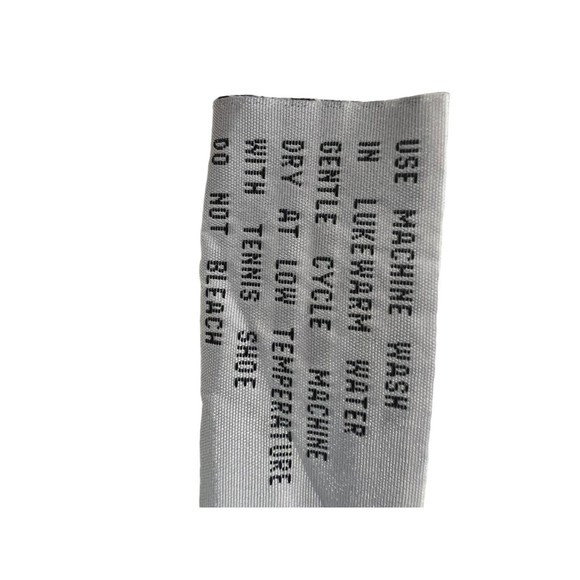 USE MACHINE WASH
IN LUKEWARM WATER
GENTLE CYCLE MACHINE
DRY AT LOW TEMPERATURE
WITH TENNIS SHOE
DO NOT BLEACH